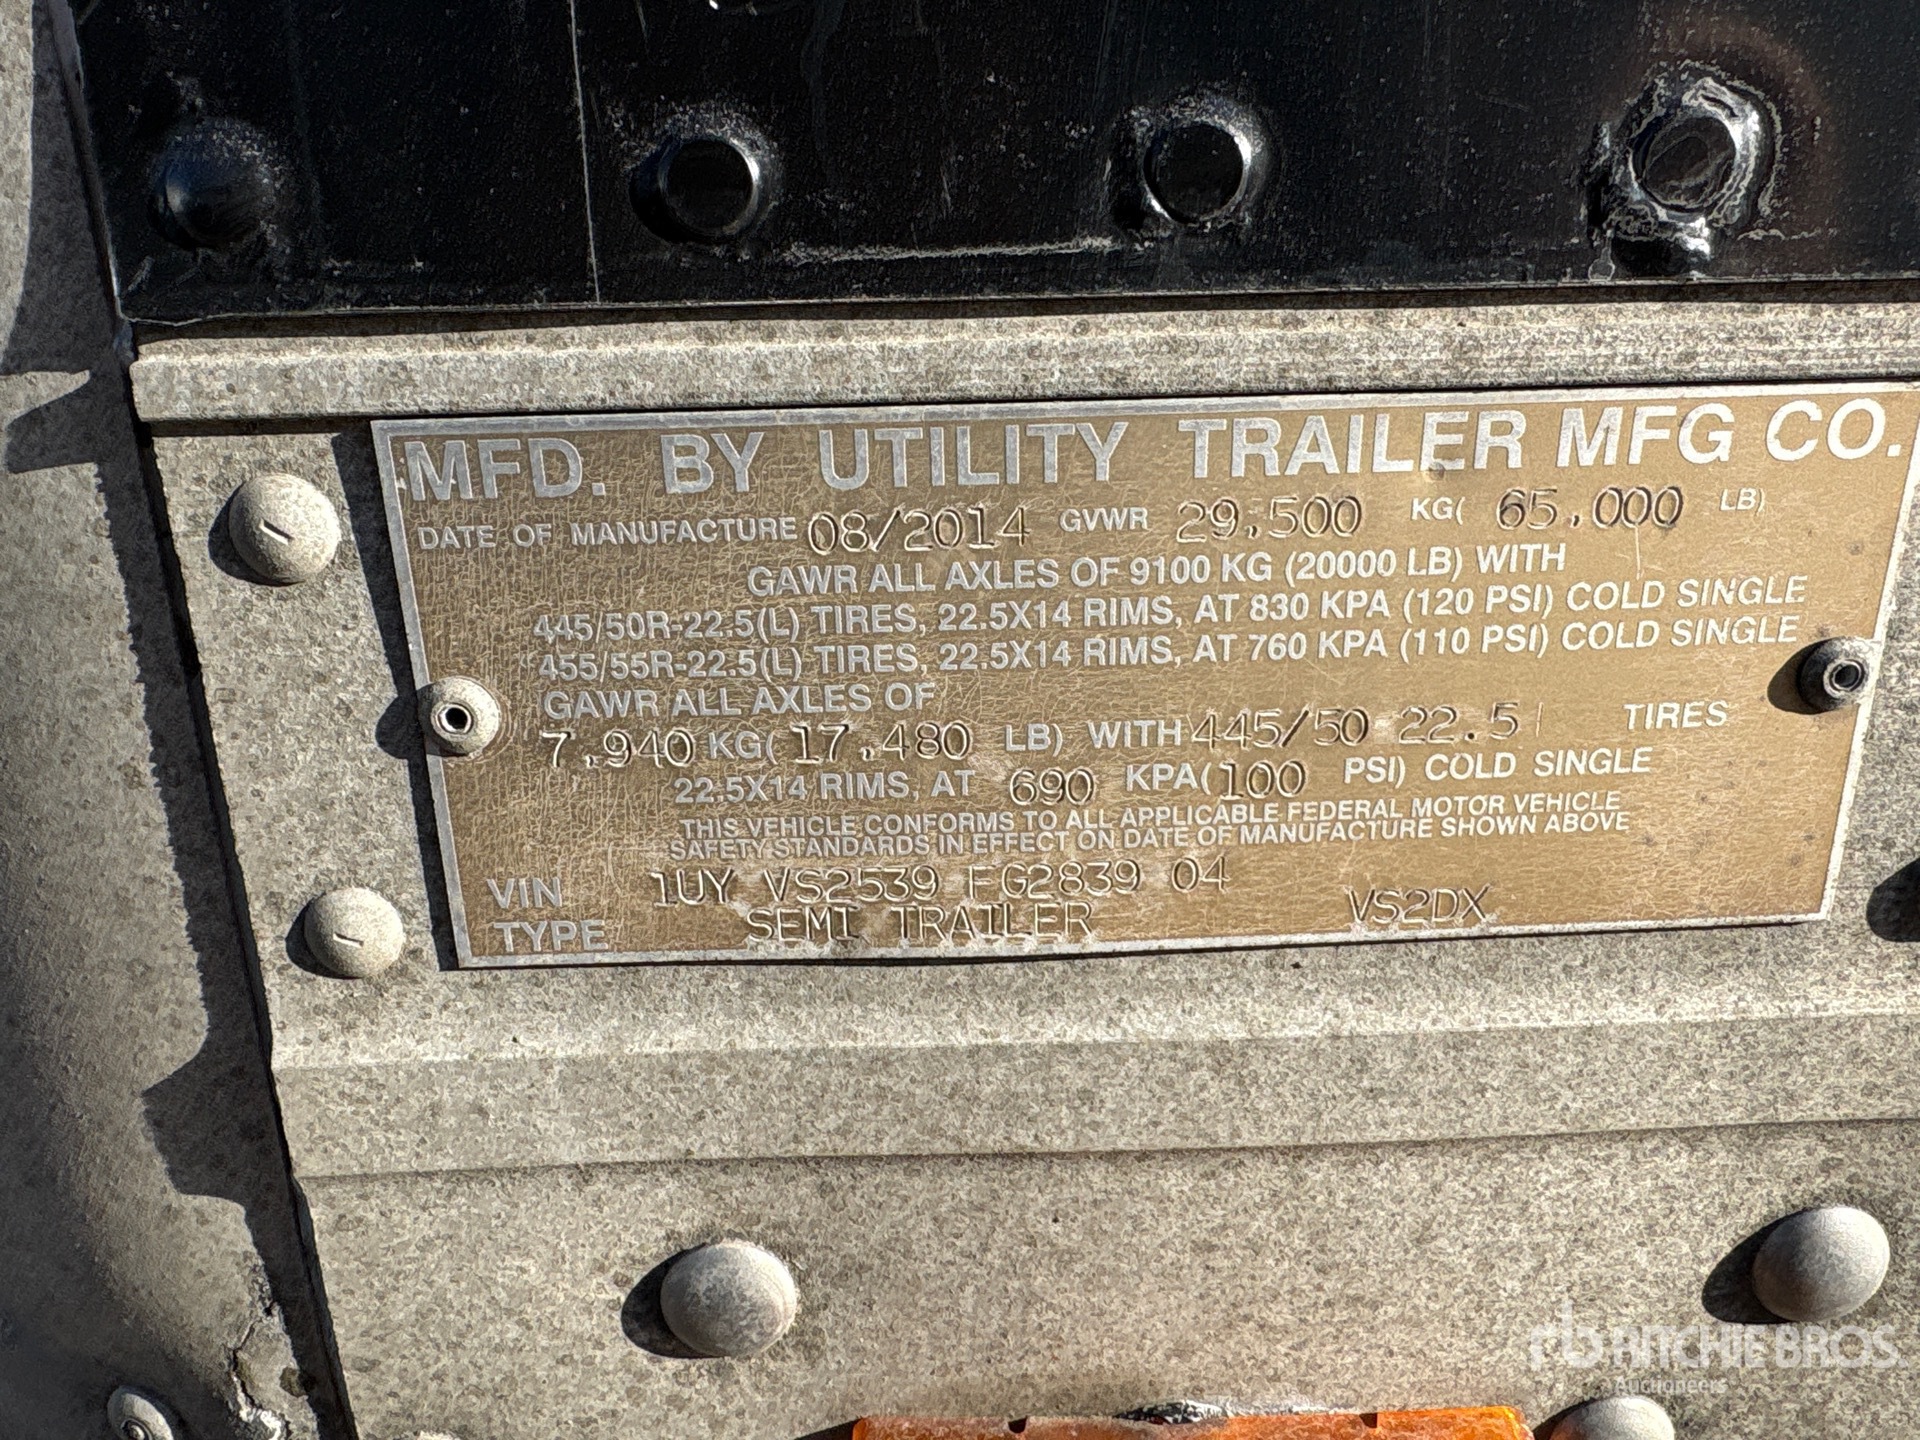 MFD. BY UTILITY TRAILER MFG CO.
DATE OF MANUFACTURE 08/2014 GVWR 29,500 KG( 65,000 LB)
GAWR ALL AXLES OF 9100 KG (20000 LB) WITH
445/50R-22.5(L) TIRES, 22.5X14 RIMS, AT 830 KPA (120 PSI) COLD SINGLE
455/55R-22.5(L) TIRES, 22.5X14 RIMS, AT 760 KPA (110 PSI) COLD SINGLE
GAWR ALL AXLES OF
7,940 KG( 17,480 LB) WITH 445/50 22.5 TIRES
22.5X14 RIMS, AT 690 KPA( 100 PSI) COLD SINGLE
THIS VEHICLE CONFORMS TO ALL APPLICABLE FEDERAL MOTOR VEHICLE
SAFETY STANDARDS IN EFFECT ON DATE OF MANUFACTURE SHOWN ABOVE
VIN 1UY VS2539 FG2839 04
TYPE SEMI TRAILER VS2DX
rb RITCHIE BROS.
Auctioneers